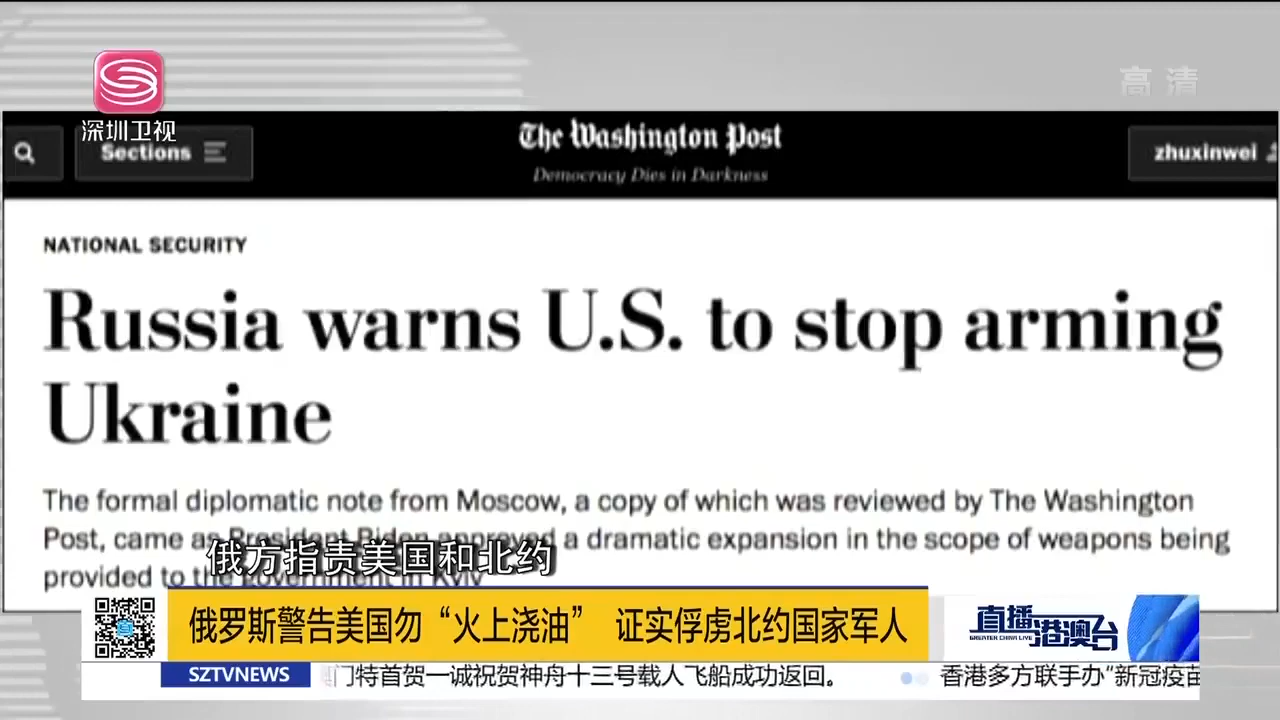 高清
深圳卫视
Sections
The Washington Post
Democracy Dies in Darkness
zhuxinwei
NATIONAL SECURITY
Russia warns U.S. to stop arming
Ukraine
The formal diplomatic note from Moscow, a copy of which was reviewed by The Washington
Post, came as President Biden approved a dramatic expansion in the scope of weapons being
provided to the government in Kyiv
俄方指责美国和北约
俄罗斯警告美国勿“火上浇油” 证实俘虏北约国家军人
直播港澳台
GREATER CHINA LIVE
SZTVNEWS
门特首贺一诚祝贺神舟十三号载人飞船成功返回。 香港多方联手办“新冠疫苗